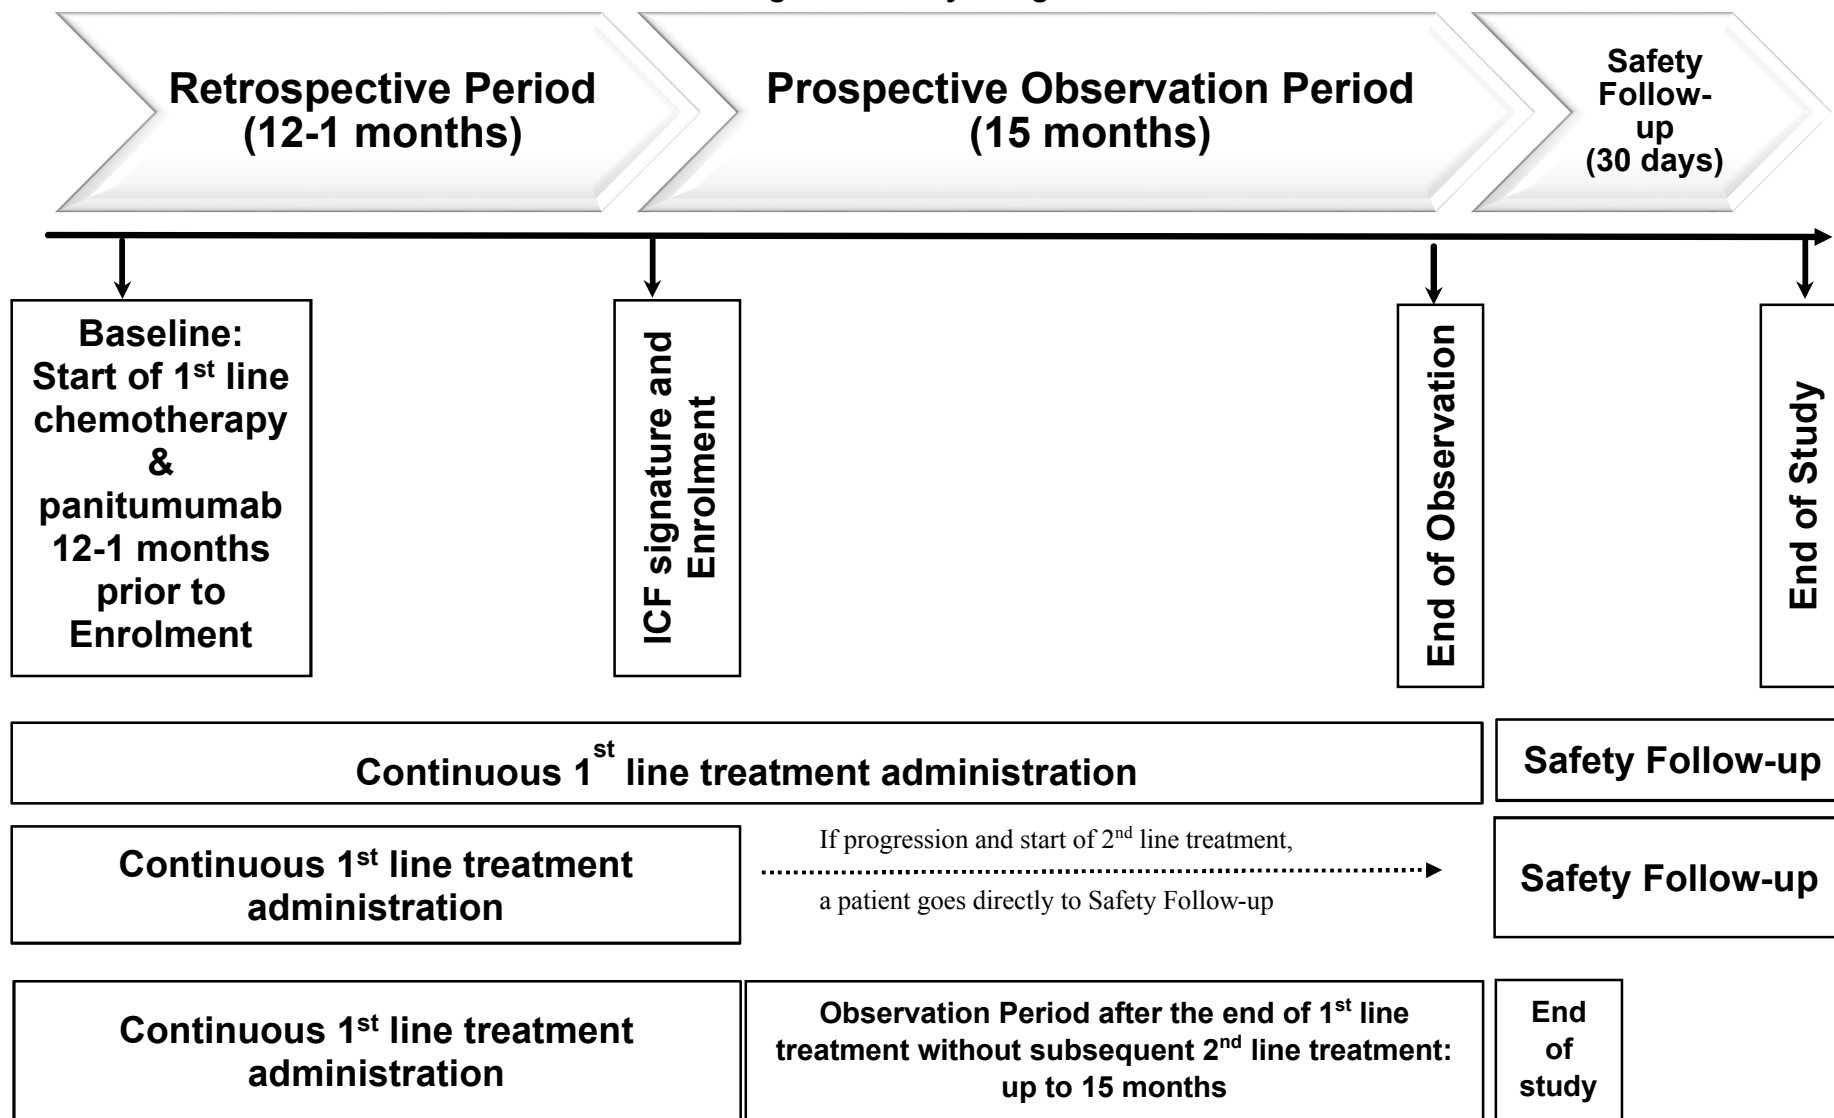 Retrospective Period
(12-1 months)
Prospective Observation Period
(15 months)
Safety
Follow-
up
(30 days)
Baseline:
Start of 1st line
chemotherapy
&
panitumumab
12-1 months
prior to
Enrolment
ICF signature and
Enrolment
End of Observation
End of Study
Continuous 1st line treatment administration
Safety Follow-up
Continuous 1st line treatment
administration
If progression and start of 2nd line treatment,
a patient goes directly to Safety Follow-up
Safety Follow-up
Continuous 1st line treatment
administration
Observation Period after the end of 1st line
treatment without subsequent 2nd line treatment:
up to 15 months
End
of
study